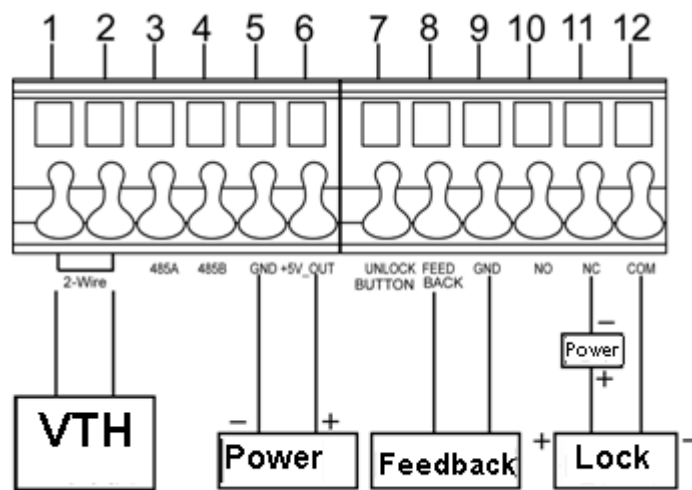 1 2 3 4 5 6 7 8 9 10 11 12
2-Wire 485A 485B GND +5V_OUT UNLOCK BUTTON FEED BACK GND NO NC COM
−
Power
+
VTH
− +
Power
Feedback
+ −
Lock